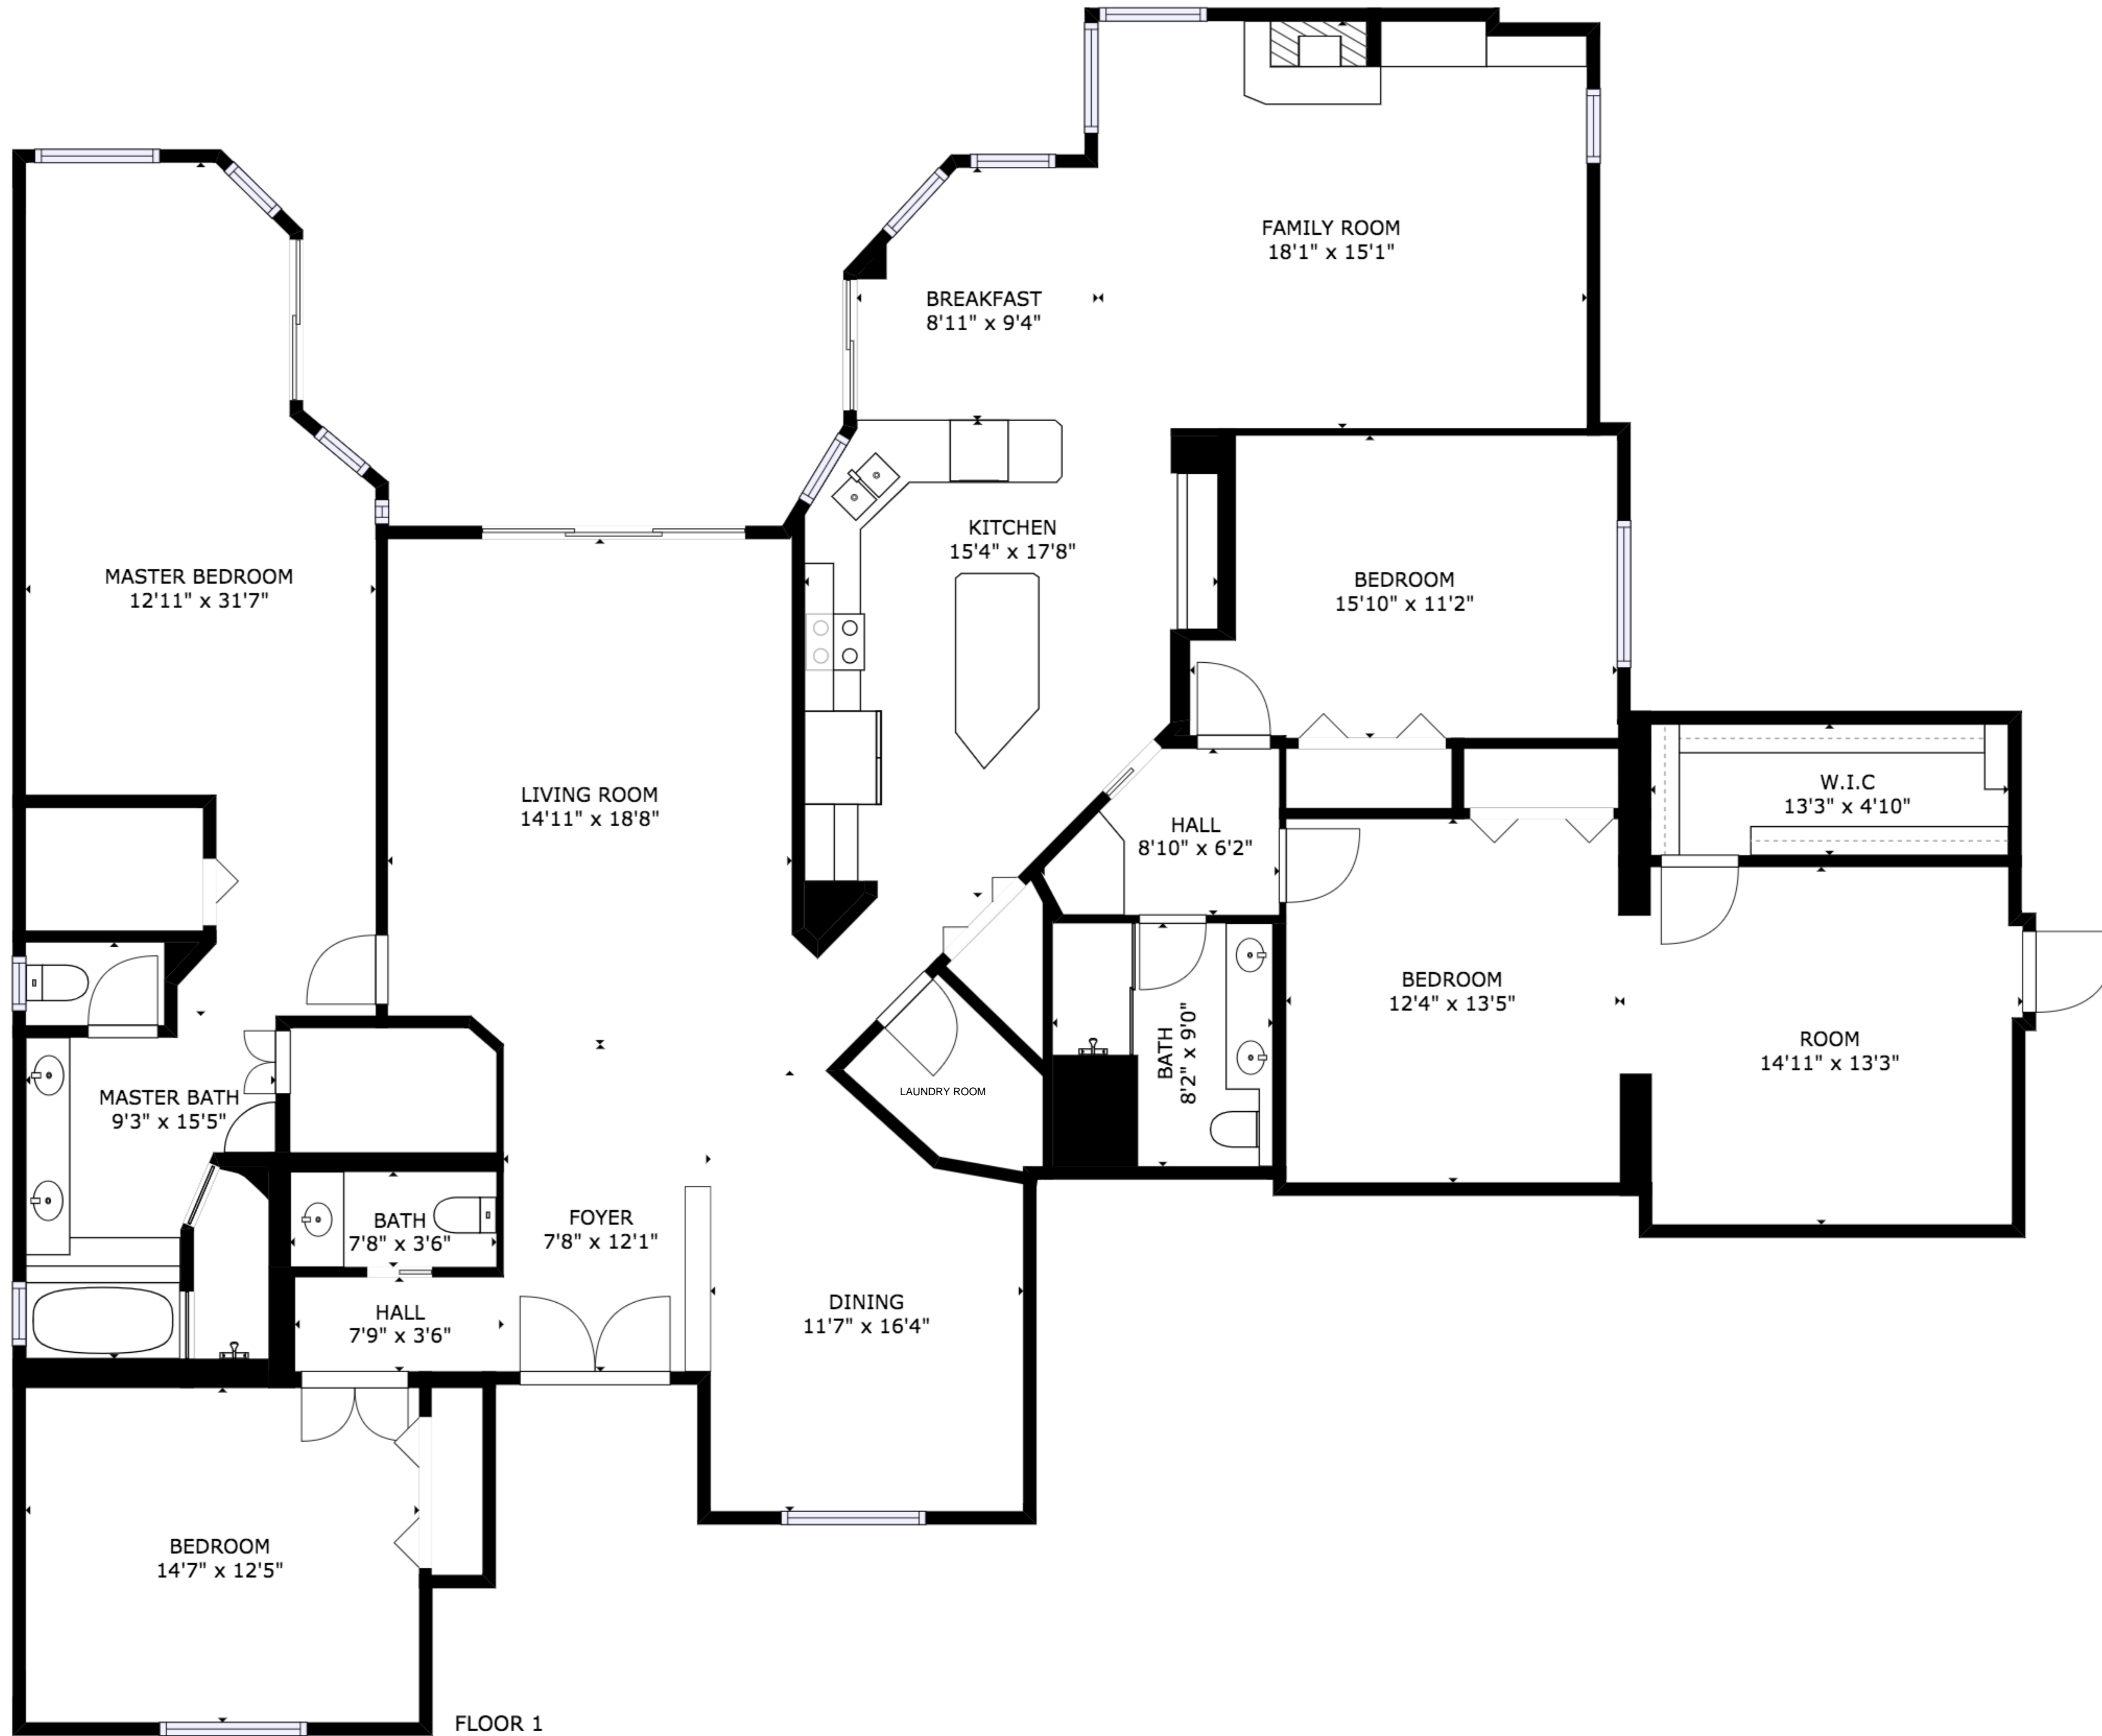 FAMILY ROOM
18'1" x 15'1"
BREAKFAST
8'11" x 9'4"
KITCHEN
15'4" x 17'8"
MASTER BEDROOM
12'11" x 31'7"
BEDROOM
15'10" x 11'2"
LIVING ROOM
14'11" x 18'8"
W.I.C
13'3" x 4'10"
HALL
8'10" x 6'2"
BEDROOM
12'4" x 13'5"
ROOM
14'11" x 13'3"
BATH
8'2" x 9'0"
LAUNDRY ROOM
MASTER BATH
9'3" x 15'5"
BATH
7'8" x 3'6"
FOYER
7'8" x 12'1"
HALL
7'9" x 3'6"
DINING
11'7" x 16'4"
BEDROOM
14'7" x 12'5"
FLOOR 1